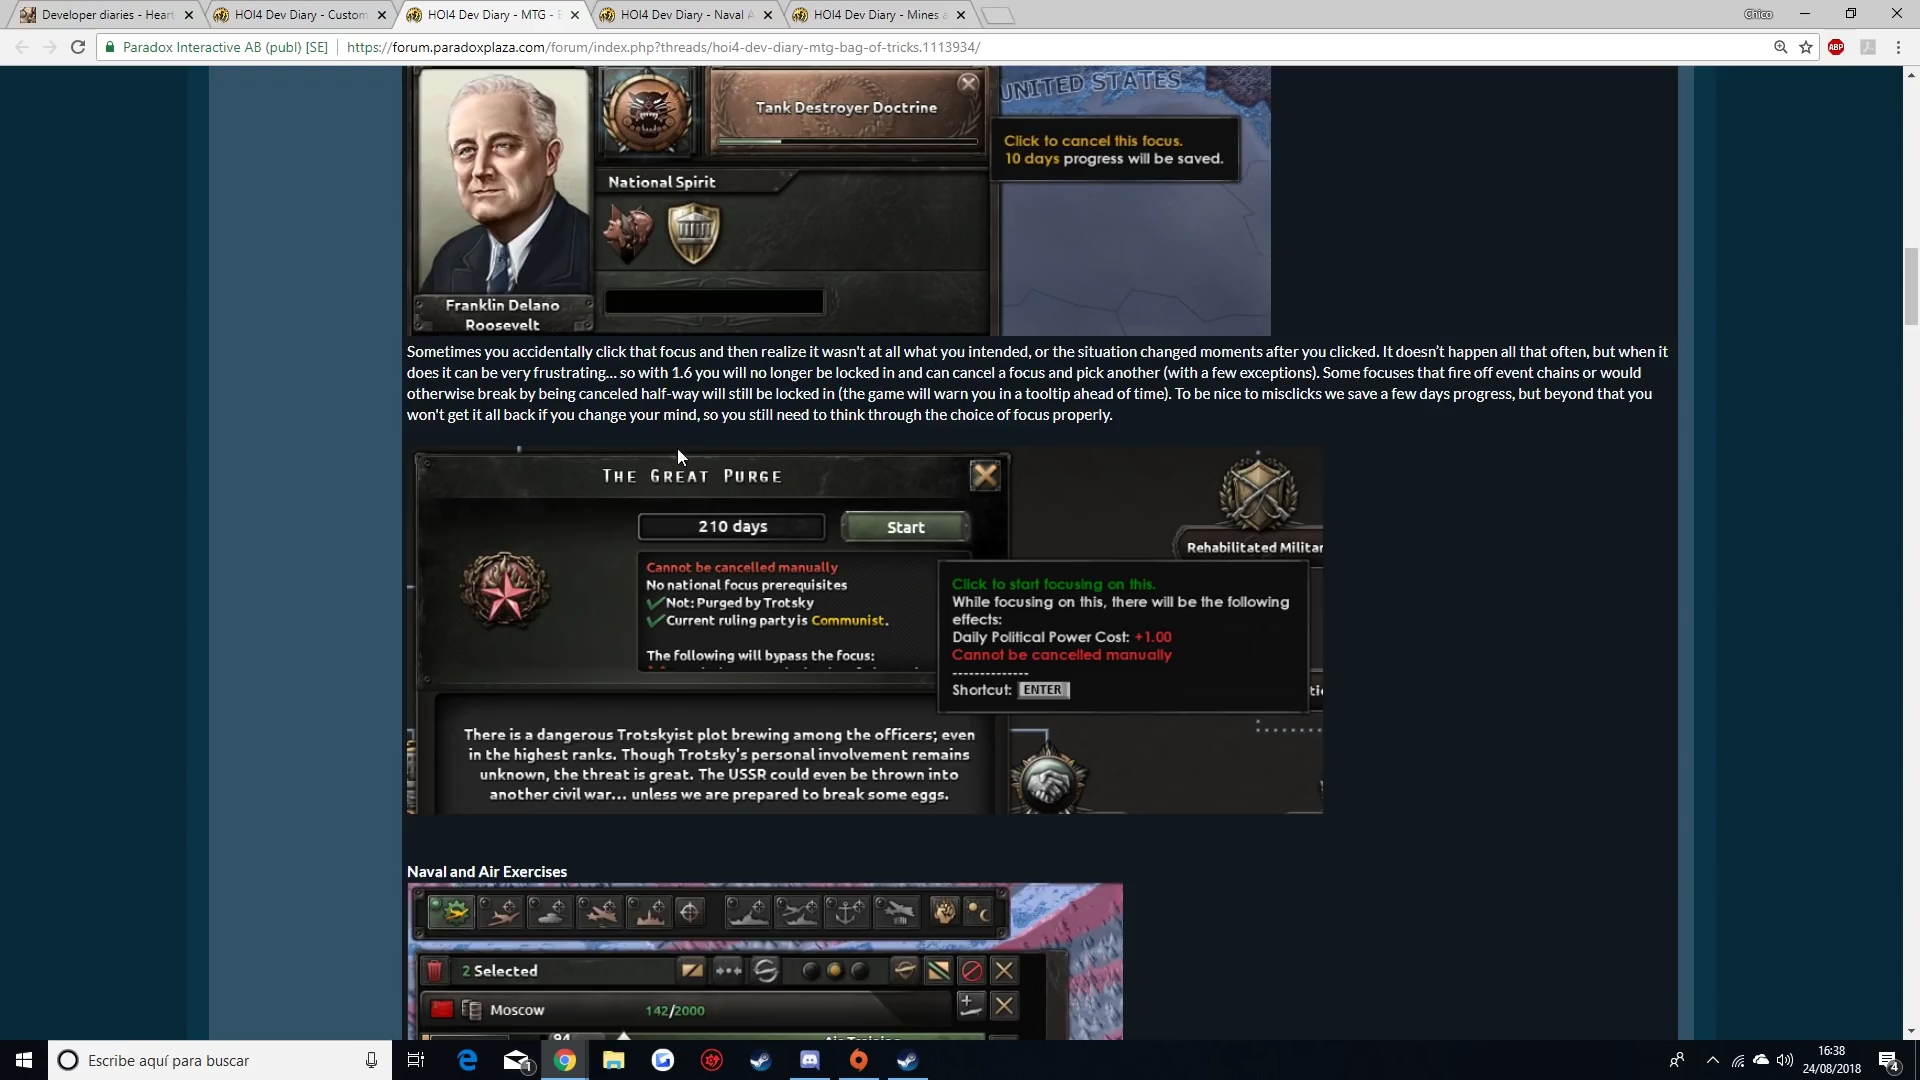 Developer diaries - Heart
HOI4 Dev Diary - Custom
HOI4 Dev Diary - MTG -
HOI4 Dev Diary - Naval A
HOI4 Dev Diary - Mines a
Chico
Paradox Interactive AB (publ) [SE]
https://forum.paradoxplaza.com/forum/index.php?threads/hoi4-dev-diary-mtg-bag-of-tricks.1113934/
ABP
Tank Destroyer Doctrine
UNITED STATES
Click to cancel this focus.
10 days progress will be saved.
National Spirit
Franklin Delano
Roosevelt
Sometimes you accidentally click that focus and then realize it wasn't at all what you intended, or the situation changed moments after you clicked. It doesn’t happen all that often, but when it
does it can be very frustrating... so with 1.6 you will no longer be locked in and can cancel a focus and pick another (with a few exceptions). Some focuses that fire off event chains or would
otherwise break by being canceled half-way will still be locked in (the game will warn you in a tooltip ahead of time). To be nice to misclicks we save a few days progress, but beyond that you
won't get it all back if you change your mind, so you still need to think through the choice of focus properly.
THE GREAT PURGE
210 days
Start
Rehabilitated Militar
Cannot be cancelled manually
No national focus prerequisites
Not: Purged by Trotsky
Current ruling party is Communist.
The following will bypass the focus:
Click to start focusing on this.
While focusing on this, there will be the following
effects:
Daily Political Power Cost: +1.00
Cannot be cancelled manually
--------------
Shortcut: ENTER
There is a dangerous Trotskyist plot brewing among the officers; even
in the highest ranks. Though Trotsky's personal involvement remains
unknown, the threat is great. The USSR could even be thrown into
another civil war... unless we are prepared to break some eggs.
Naval and Air Exercises
2 Selected
Moscow
142/2000
Escribe aquí para buscar
1
16:38
24/08/2018
4